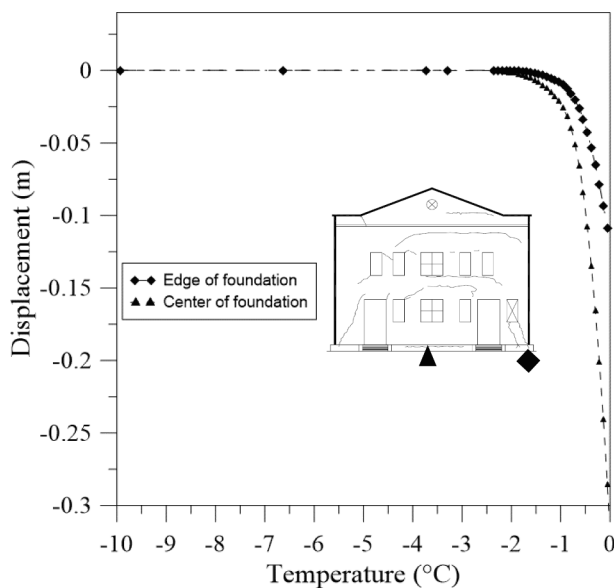 0
-0.05
-0.1
-0.15
-0.2
-0.25
-0.3
Displacement (m)
Edge of foundation
Center of foundation
-10 -9 -8 -7 -6 -5 -4 -3 -2 -1 0
Temperature (°C)